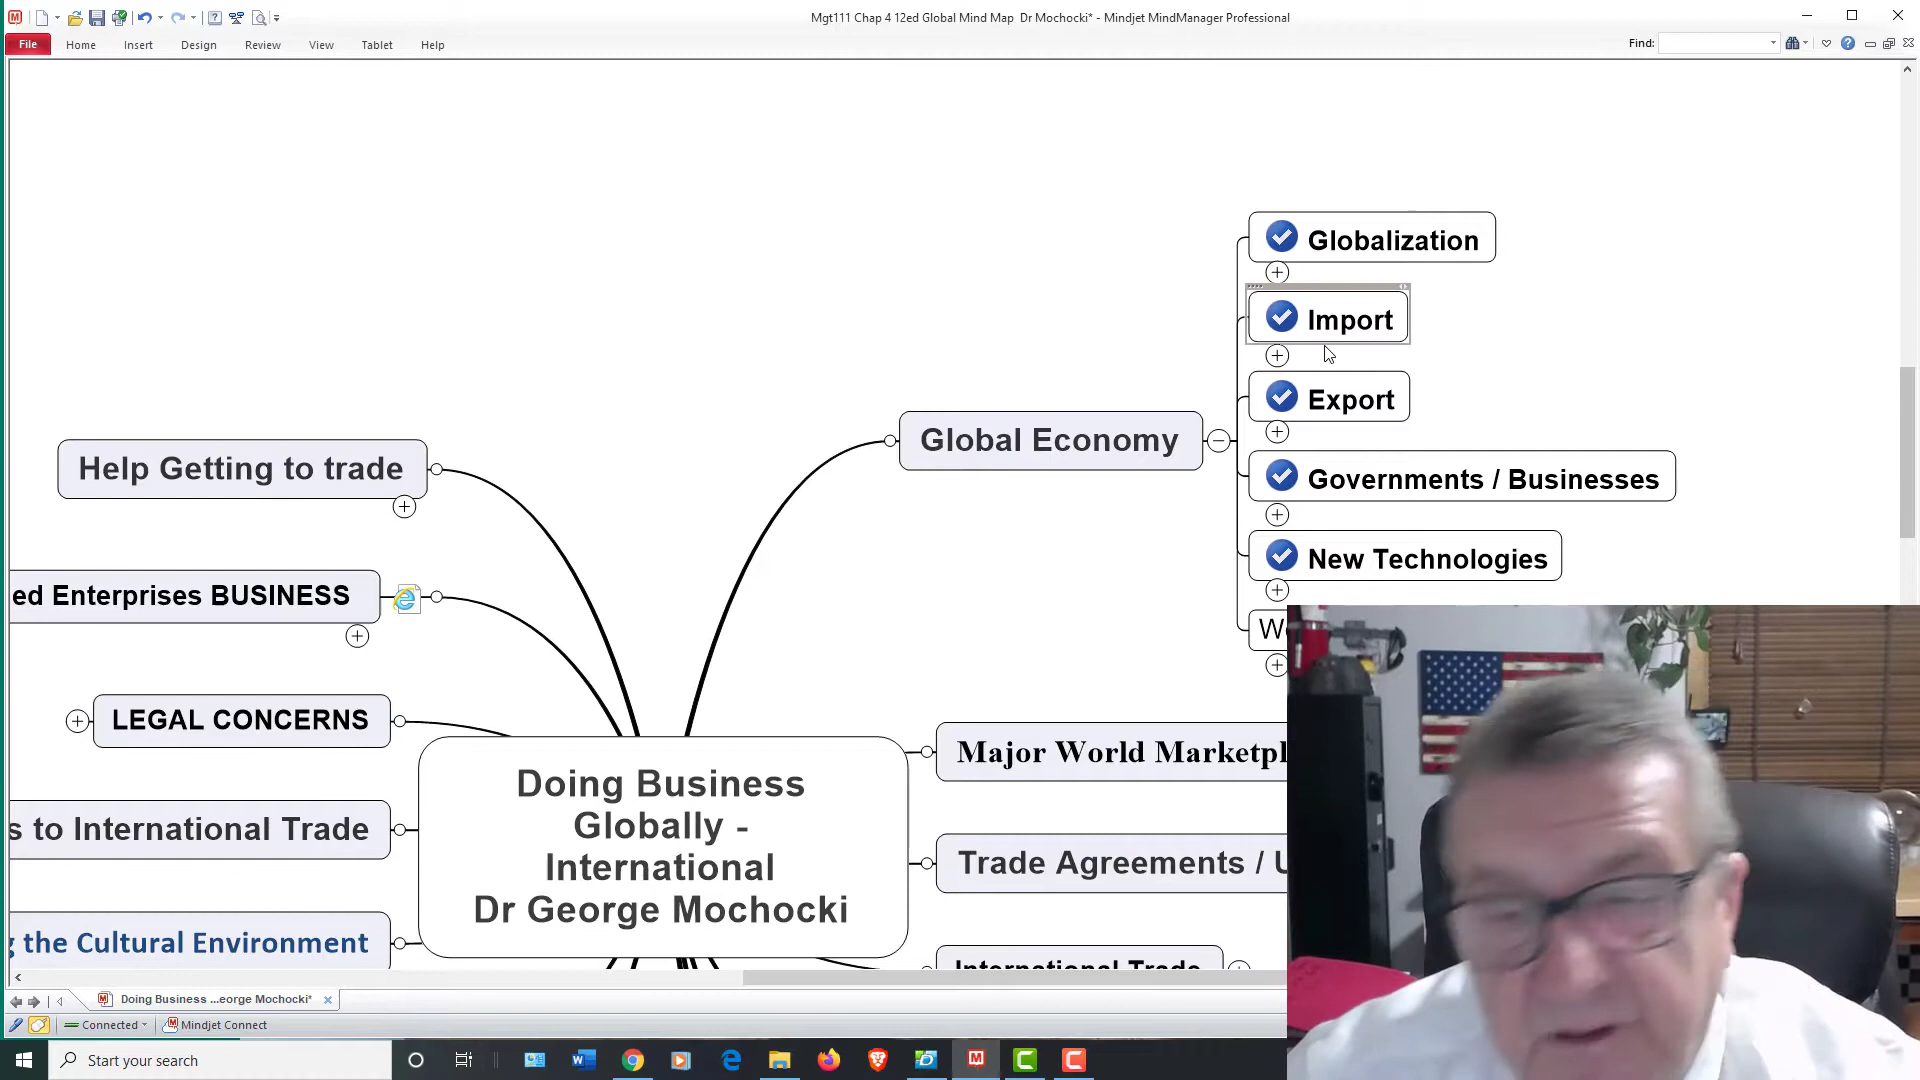 Mgt111 Chap 4 12ed Global Mind Map Dr Mochocki* - Mindjet MindManager Professional
File Home Insert Design Review View Tablet Help
Find:
Globalization
Import
Export
Governments / Businesses
New Technologies
Global Economy
Help Getting to trade
ed Enterprises BUSINESS
LEGAL CONCERNS
s to International Trade
the Cultural Environment
Doing Business
Globally -
International
Dr George Mochocki
Major World Marketpl
Trade Agreements / U
International Trade
Doing Business ...eorge Mochocki*
Connected
Mindjet Connect
Start your search